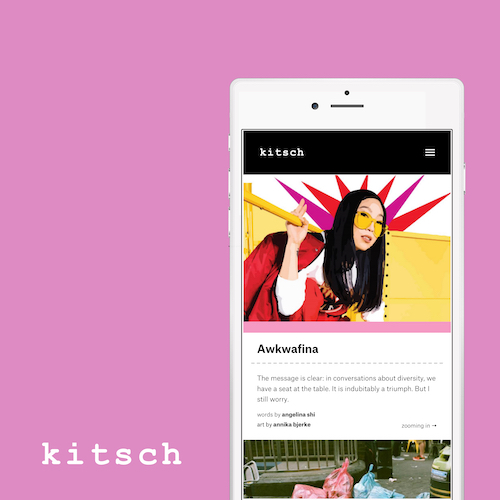 kitsch
Awkwafina
The message is clear: in conversations about diversity, we
have a seat at the table. It is indubitably a triumph. But I
still worry.
words by angelina shi
art by annika bjerke
zooming in →
kitsch